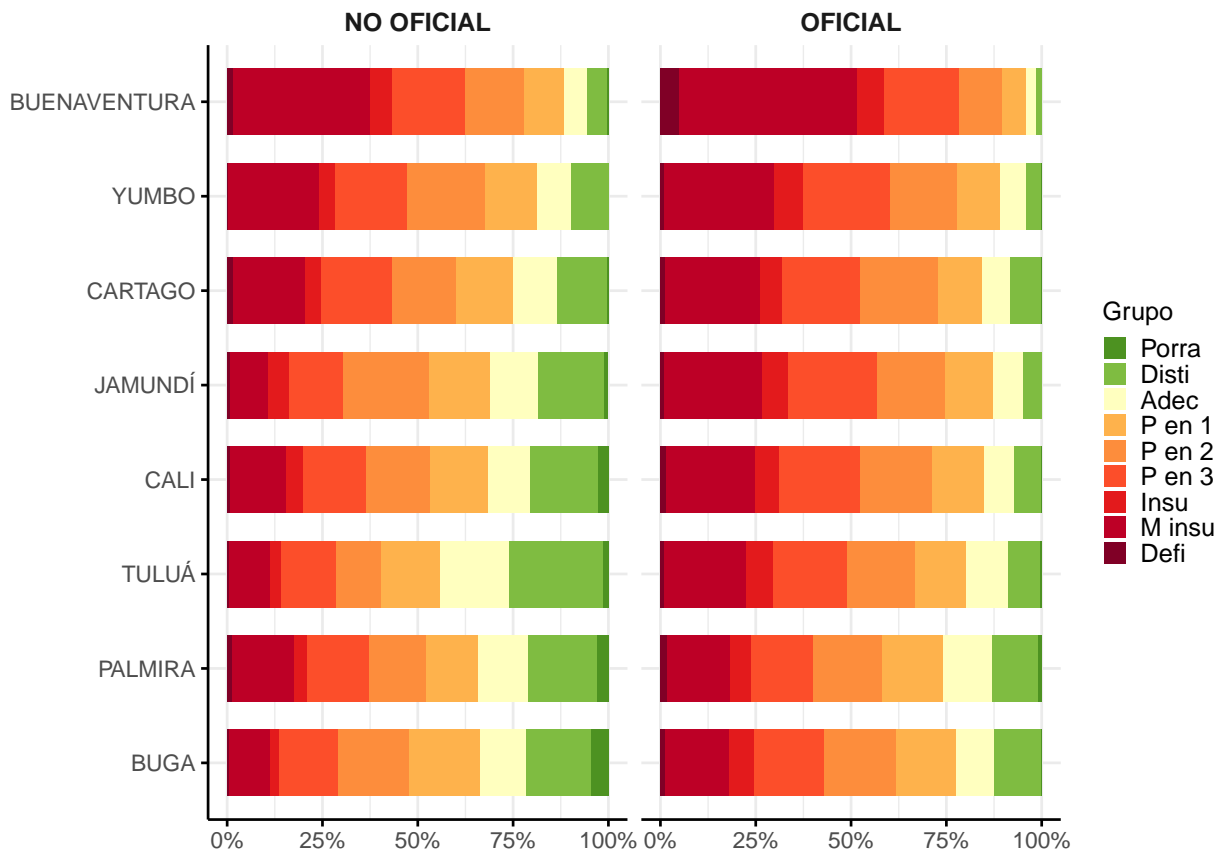 NO OFICIAL
OFICIAL
BUENAVENTURA
YUMBO
CARTAGO
JAMUNDÍ
CALI
TULUÁ
PALMIRA
BUGA
0% 25% 50% 75% 100% 0% 25% 50% 75% 100%
Grupo
Porra
Disti
Adec
P en 1
P en 2
P en 3
Insu
M insu
Defi